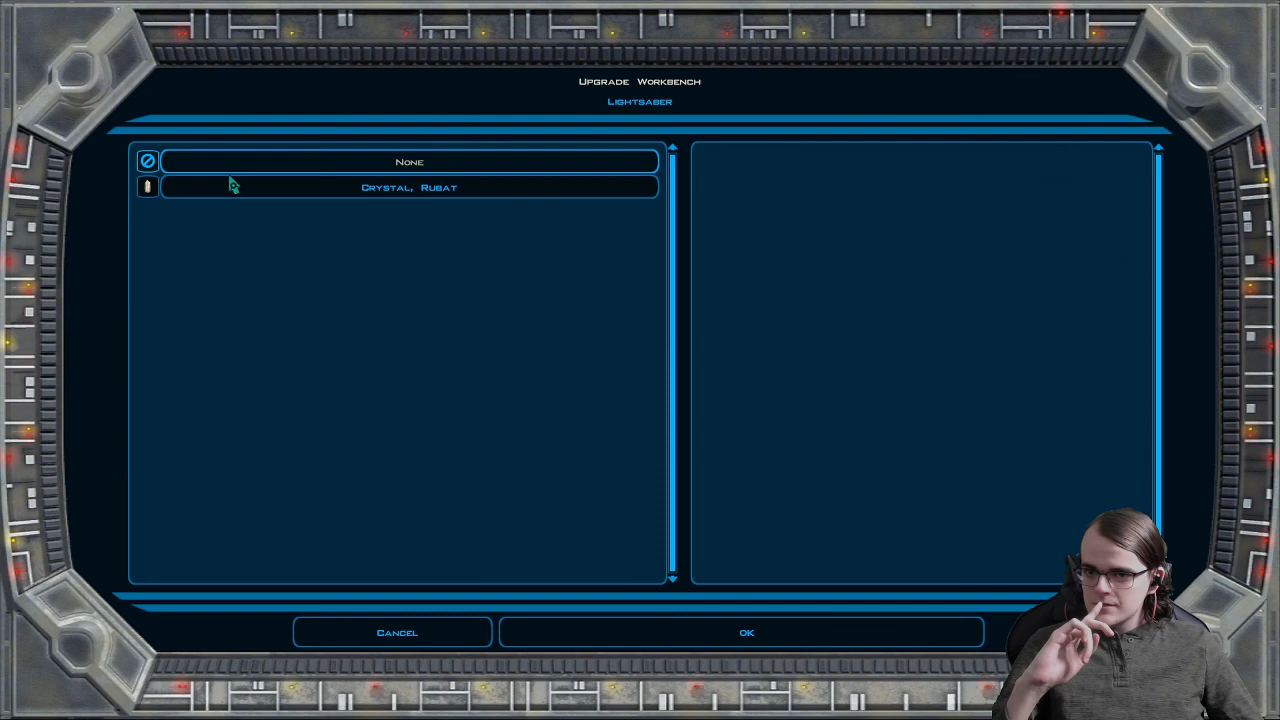 Upgrade Workbench
Lightsaber
None
Crystal, Rubat
Cancel
OK